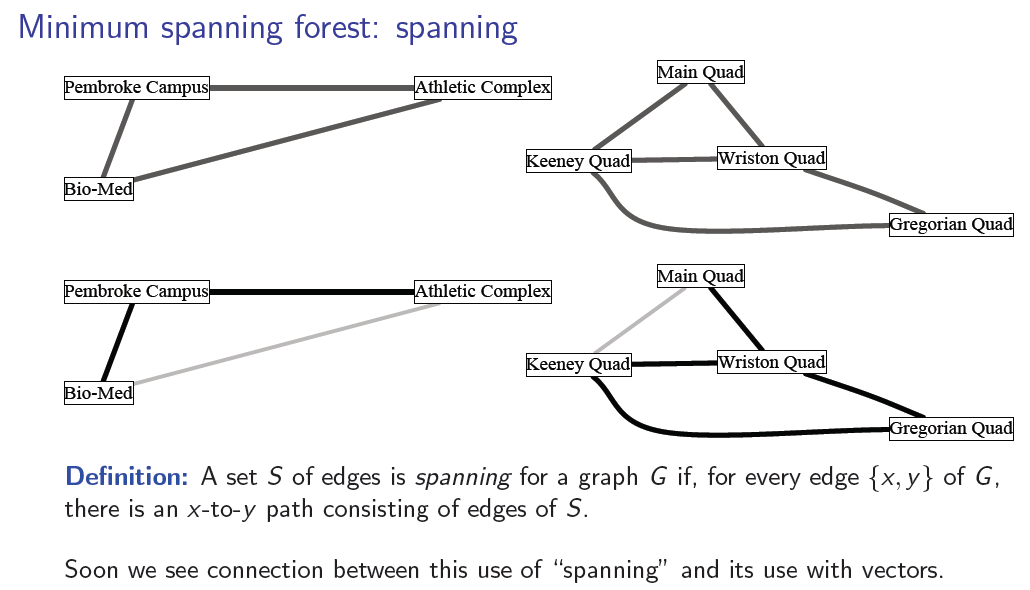 Minimum spanning forest: spanning
Main Quad
Pembroke Campus Athletic Complex
Keeney Quad Wriston Quad
Bio-Med
Gregorian Quad
Main Quad
Pembroke Campus Athletic Complex
Keeney Quad Wriston Quad
Bio-Med
Gregorian Quad
Definition: A set S of edges is spanning for a graph G if, for every edge {x, y} of G,
there is an x-to-y path consisting of edges of S.
Soon we see connection between this use of “spanning” and its use with vectors.